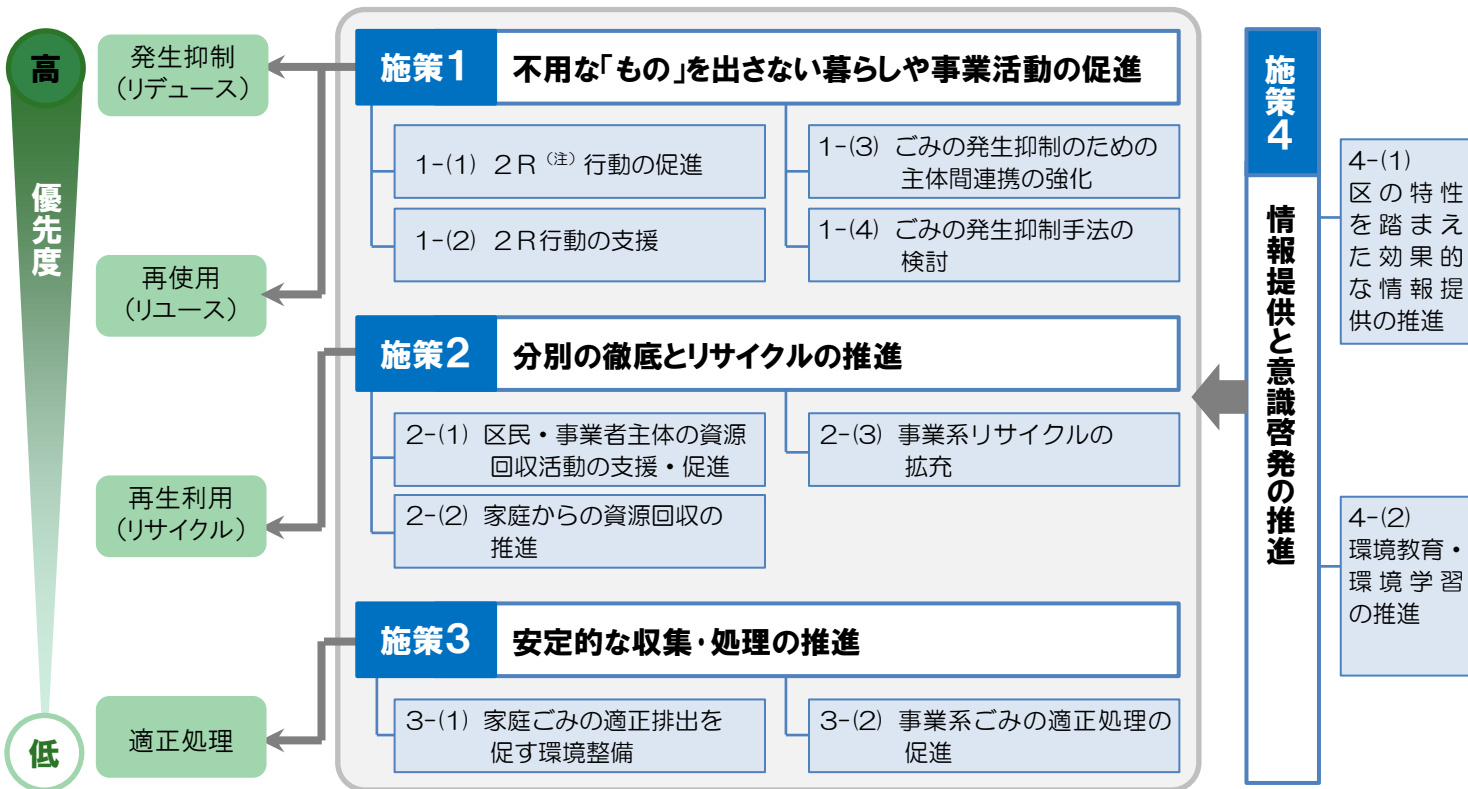 高
優先度
低
発生抑制
（リデュース）
再使用
（リユース）
再生利用
（リサイクル）
適正処理
施策1 不用な「もの」を出さない暮らしや事業活動の促進
1-(1) 2R（注）行動の促進
1-(2) 2R行動の支援
1-(3) ごみの発生抑制のための
主体間連携の強化
1-(4) ごみの発生抑制手法の
検討
施策2 分別の徹底とリサイクルの推進
2-(1) 区民・事業者主体の資源
回収活動の支援・促進
2-(2) 家庭からの資源回収の
推進
2-(3) 事業系リサイクルの
拡充
施策3 安定的な収集・処理の推進
3-(1) 家庭ごみの適正排出を
促す環境整備
3-(2) 事業系ごみの適正処理の
促進
施策4 情報提供と意識啓発の推進
4-(1)
区の特性
を踏まえ
た効果的
な情報提
供の推進
4-(2)
環境教育・
環境学習
の推進